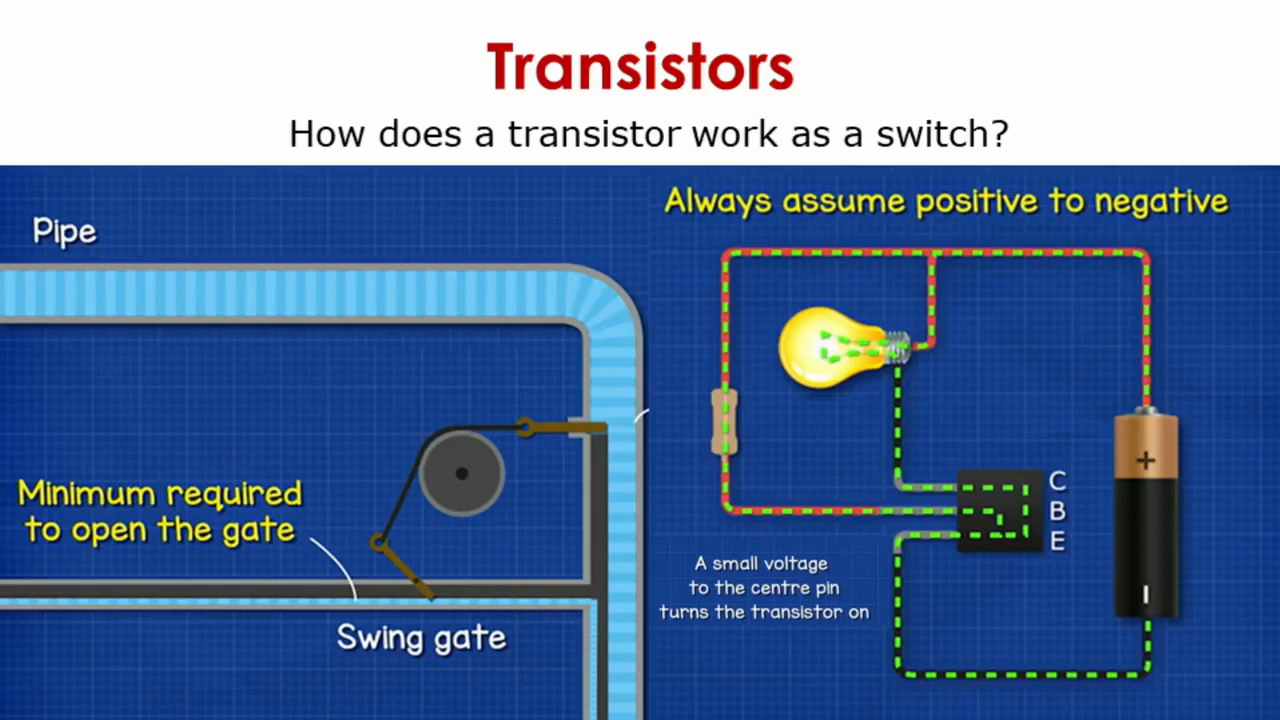 Transistors
How does a transistor work as a switch?
Pipe
Minimum required
to open the gate
Swing gate
Always assume positive to negative
C
B
E
+
A small voltage
to the centre pin
turns the transistor on